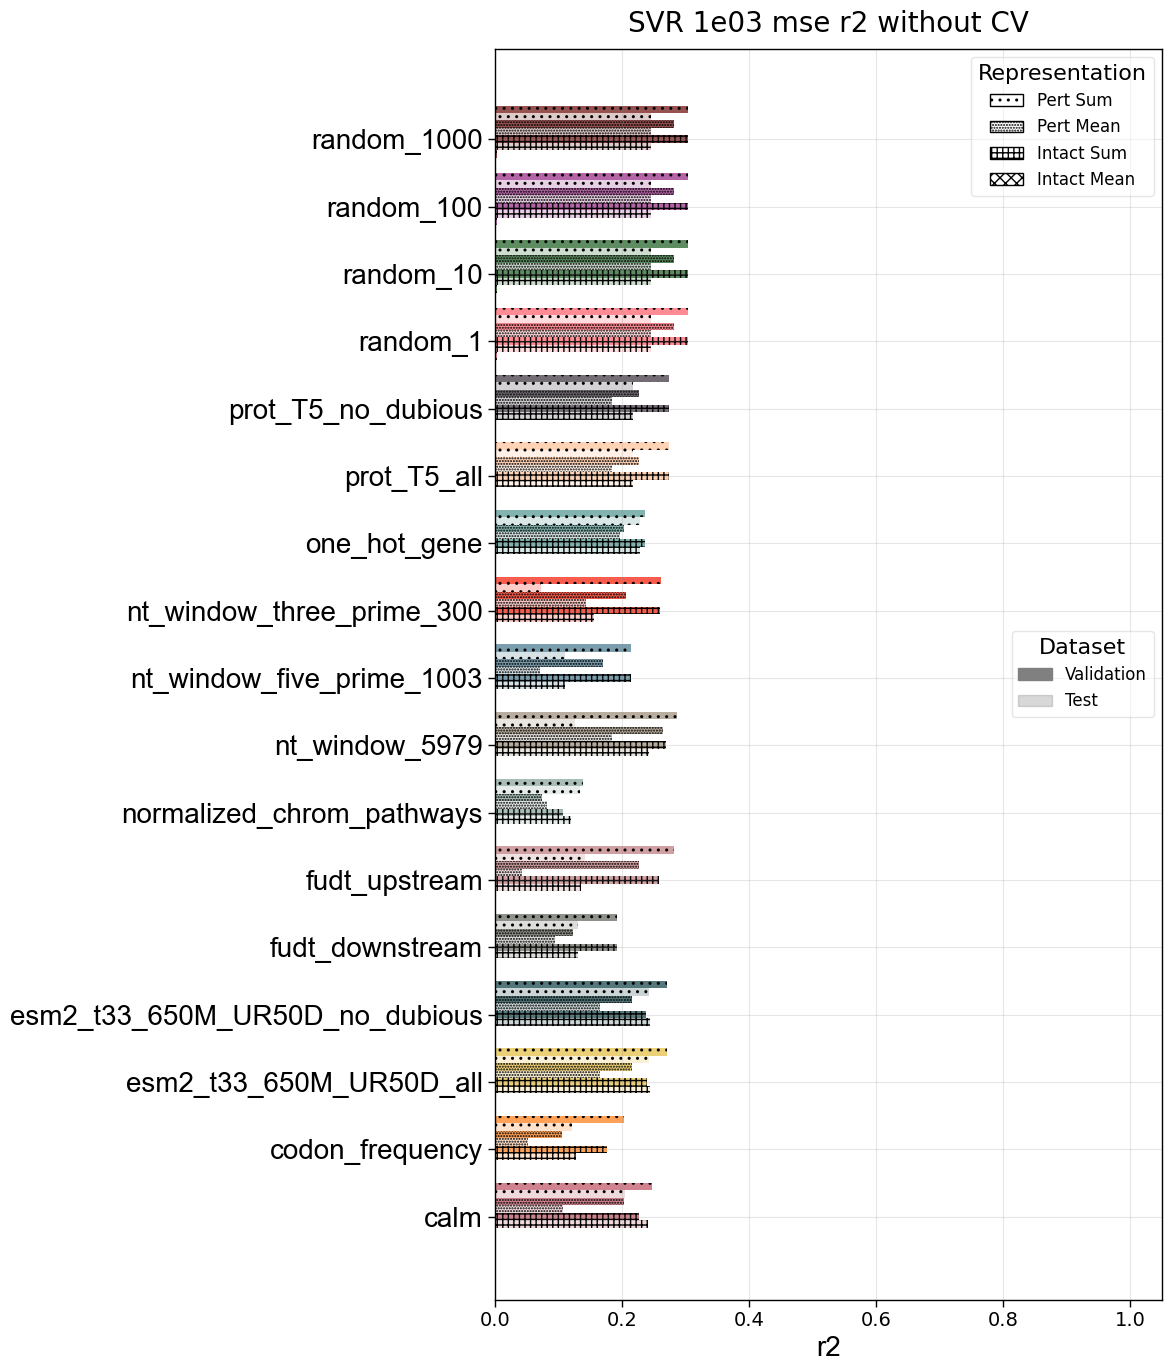 SVR 1e03 mse r2 without CV
Representation
Pert Sum
Pert Mean
Intact Sum
Intact Mean
random_1000
random_100
random_10
random_1
prot_T5_no_dubious
prot_T5_all
one_hot_gene
nt_window_three_prime_300
nt_window_five_prime_1003
Dataset
Validation
Test
nt_window_5979
normalized_chrom_pathways
fudt_upstream
fudt_downstream
esm2_t33_650M_UR50D_no_dubious
esm2_t33_650M_UR50D_all
codon_frequency
calm
0.0 0.2 0.4 0.6 0.8 1.0
r2